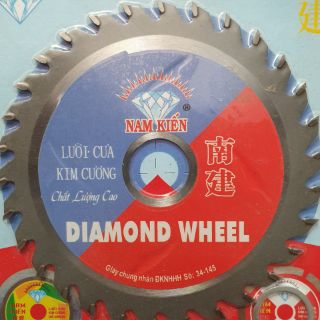 建
NAM KIẾN
®
LƯỠI CƯA
KIM CƯƠNG
Chất Lượng Cao
南
建
DIAMOND WHEEL
Giấy chứng nhận ĐKNHHH Số: 34-145